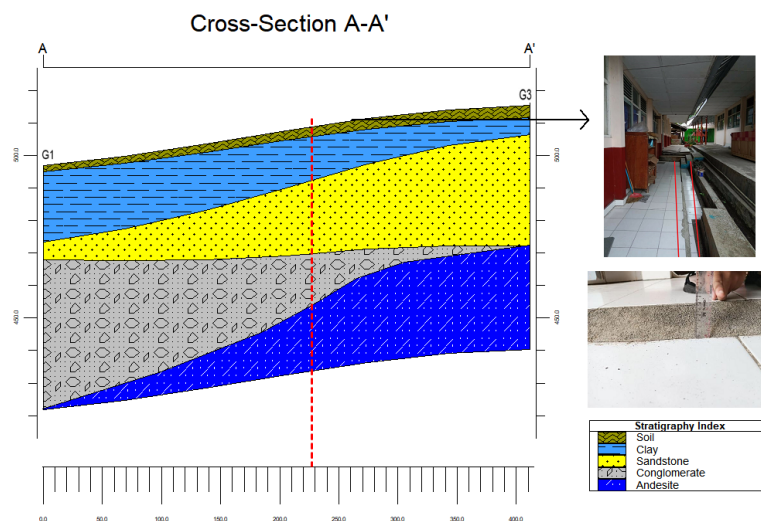 Cross-Section A-A'
A
A'
G3
G1
500.0
500.0
450.0
450.0
0.0
50.0
100.0
150.0
200.0
250.0
300.0
350.0
400.0
Stratigraphy Index
Soil
Clay
Sandstone
Conglomerate
Andesite